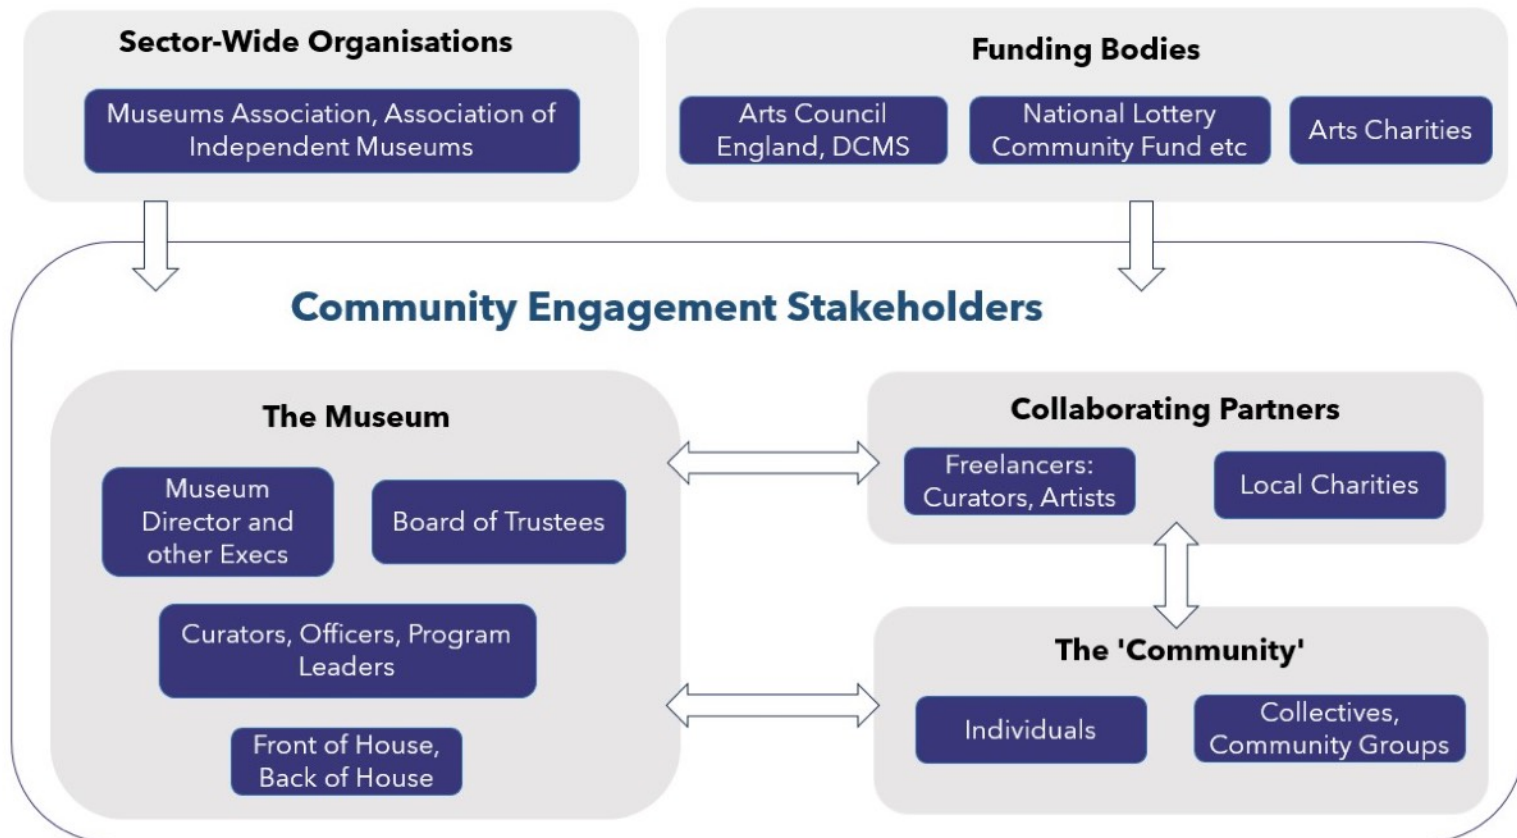 Sector-Wide Organisations
Museums Association, Association of
Independent Museums
Funding Bodies
Arts Council
England, DCMS
National Lottery
Community Fund etc
Arts Charities
Community Engagement Stakeholders
The Museum
Museum
Director and
other Execs
Board of Trustees
Curators, Officers, Program
Leaders
Front of House,
Back of House
Collaborating Partners
Freelancers:
Curators, Artists
Local Charities
The 'Community'
Individuals
Collectives,
Community Groups